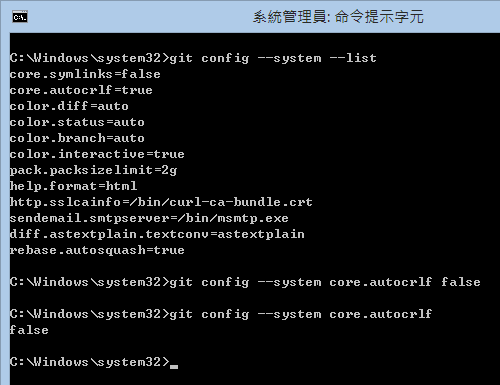 系統管理員: 命令提示字元
C:\Windows\system32>git config --system --list
core.symlinks=false
core.autocrlf=true
color.diff=auto
color.status=auto
color.branch=auto
color.interactive=true
pack.packsizelimit=2g
help.format=html
http.sslcainfo=/bin/curl-ca-bundle.crt
sendemail.smtpserver=/bin/msmtp.exe
diff.astextplain.textconv=astextplain
rebase.autosquash=true
C:\Windows\system32>git config --system core.autocrlf false
C:\Windows\system32>git config --system core.autocrlf
false
C:\Windows\system32>